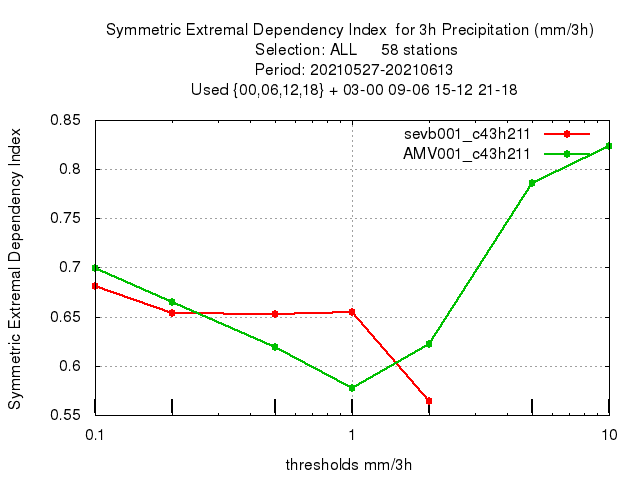 Symmetric Extremal Dependency Index  for 3h Precipitation (mm/3h)
Selection: ALL     58 stations
Period: 20210527-20210613
Used {00,06,12,18} + 03-00 09-06 15-12 21-18
sevb001_c43h211
AMV001_c43h211
Symmetric Extremal Dependency Index
0.85
0.8
0.75
0.7
0.65
0.6
0.55
0.1 1 10
thresholds mm/3h